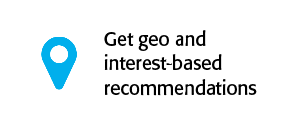 Get geo and
interest-based
recommendations